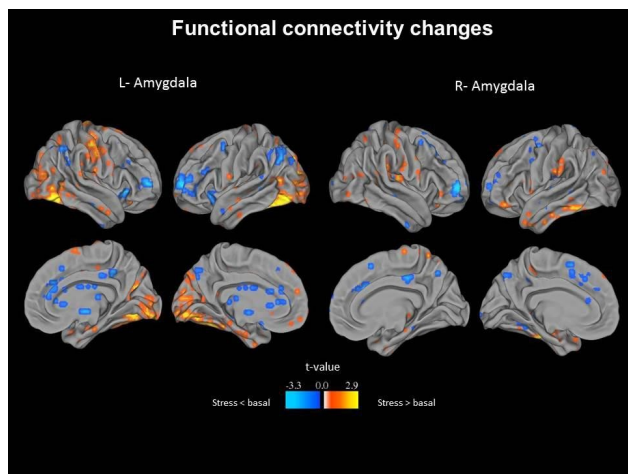 Functional connectivity changes
L- Amygdala
R- Amygdala
t-value
-3.3 0.0 2.9
Stress < basal
Stress > basal